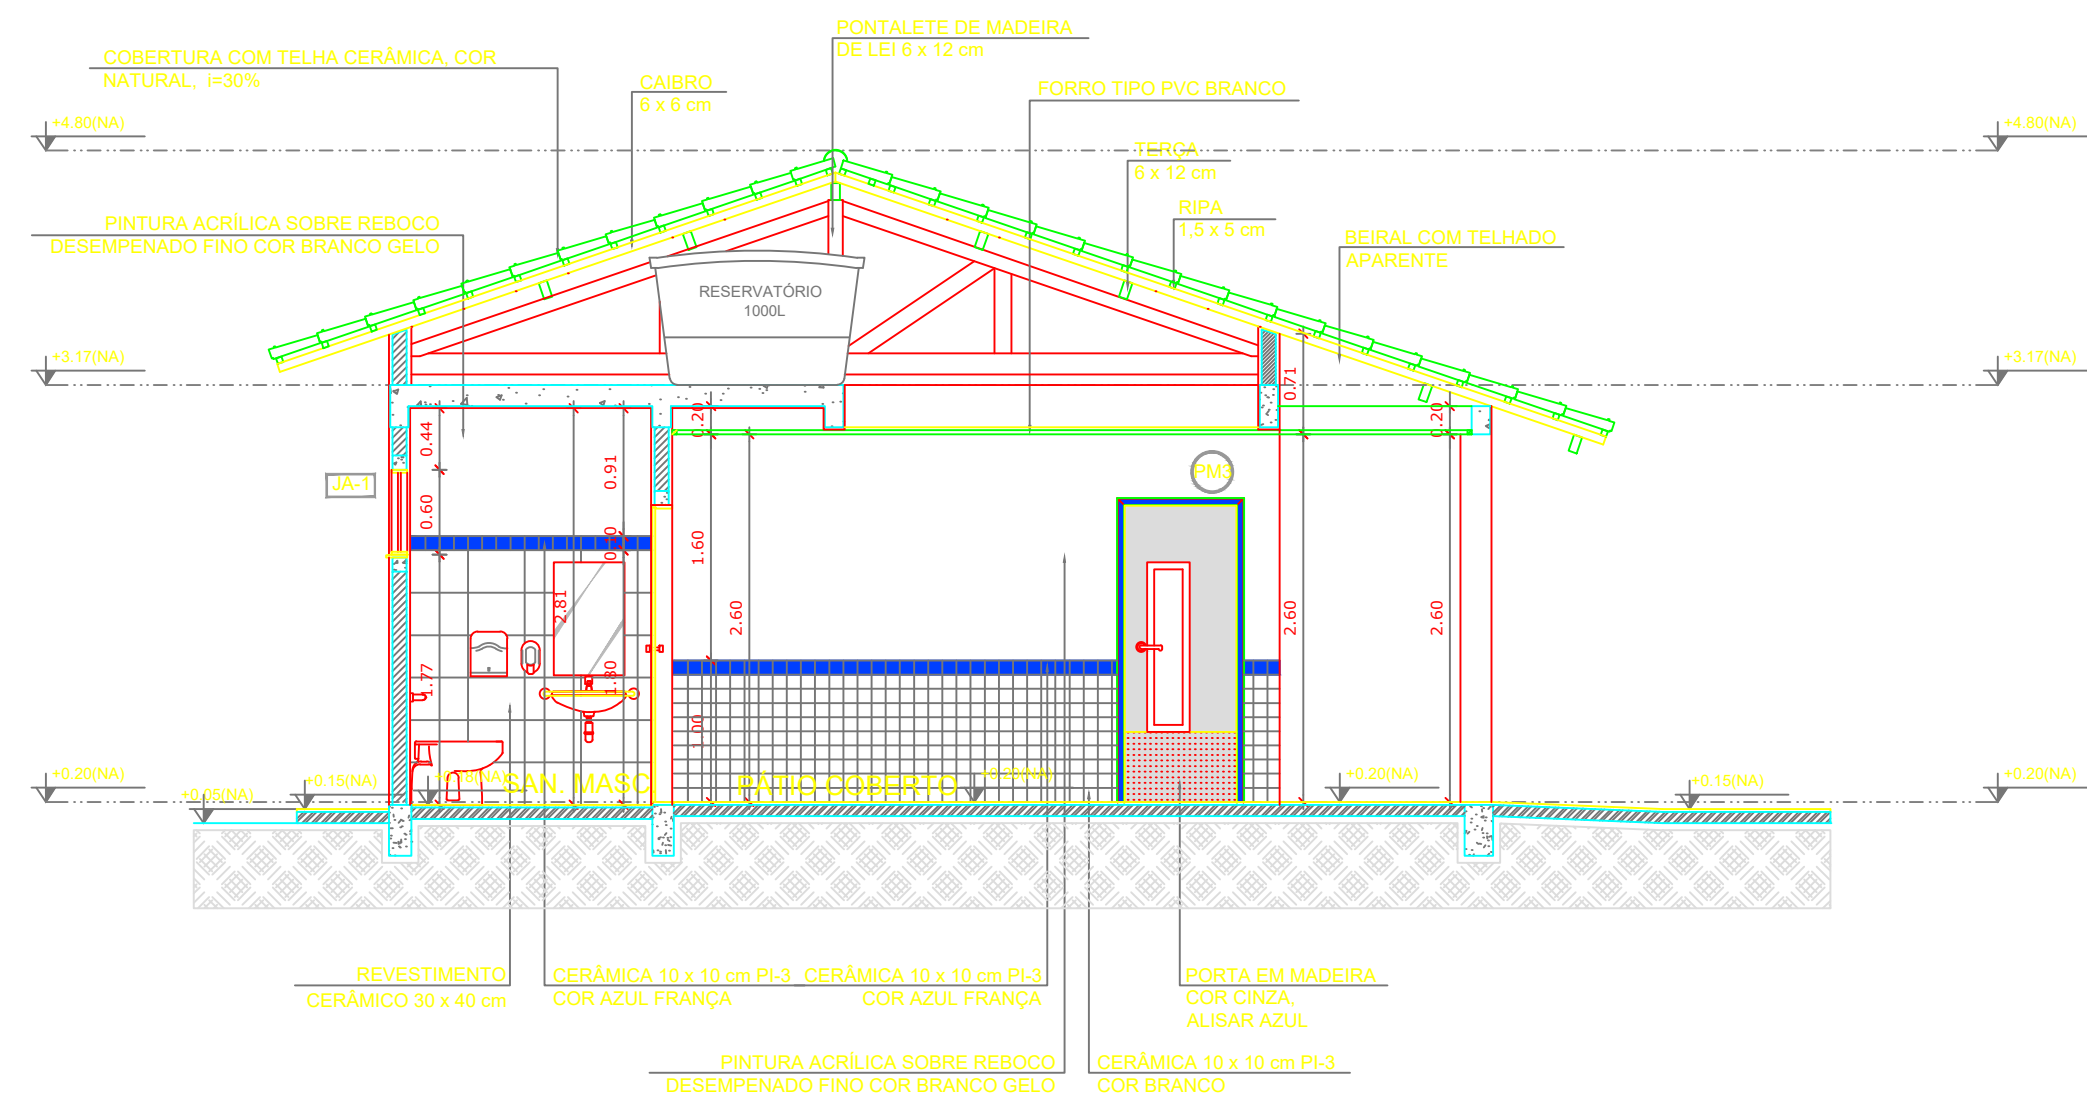 PONTALETE DE MADEIRA
DE LEI 6 x 12 cm
COBERTURA COM TELHA CERÂMICA, COR
NATURAL, i=30%
CAIBRO
6 x 6 cm
FORRO TIPO PVC BRANCO
+4.80(NA)
+4.80(NA)
TERÇA
6 x 12 cm
RIPA
1,5 x 5 cm
PINTURA ACRÍLICA SOBRE REBOCO
DESEMPENADO FINO COR BRANCO GELO
BEIRAL COM TELHADO
APARENTE
RESERVATÓRIO
1000L
+3.17(NA)
+3.17(NA)
0.71
0.20
0.20
0.44
0.91
JA-1
PM3
0.60
0.10
1.60
2.81
2.60
2.60
2.60
1.77
1.80
1.00
+0.20(NA)
+0.15(NA)
+0.05(NA)
+0.18(NA)
SAN. MASC
PÁTIO COBERTO
+0.20(NA)
+0.20(NA)
+0.15(NA)
+0.20(NA)
REVESTIMENTO
CERÂMICO 30 x 40 cm
CERÂMICA 10 x 10 cm PI-3
COR AZUL FRANÇA
CERÂMICA 10 x 10 cm PI-3
COR AZUL FRANÇA
PORTA EM MADEIRA
COR CINZA,
ALISAR AZUL
PINTURA ACRÍLICA SOBRE REBOCO
DESEMPENADO FINO COR BRANCO GELO
CERÂMICA 10 x 10 cm PI-3
COR BRANCO